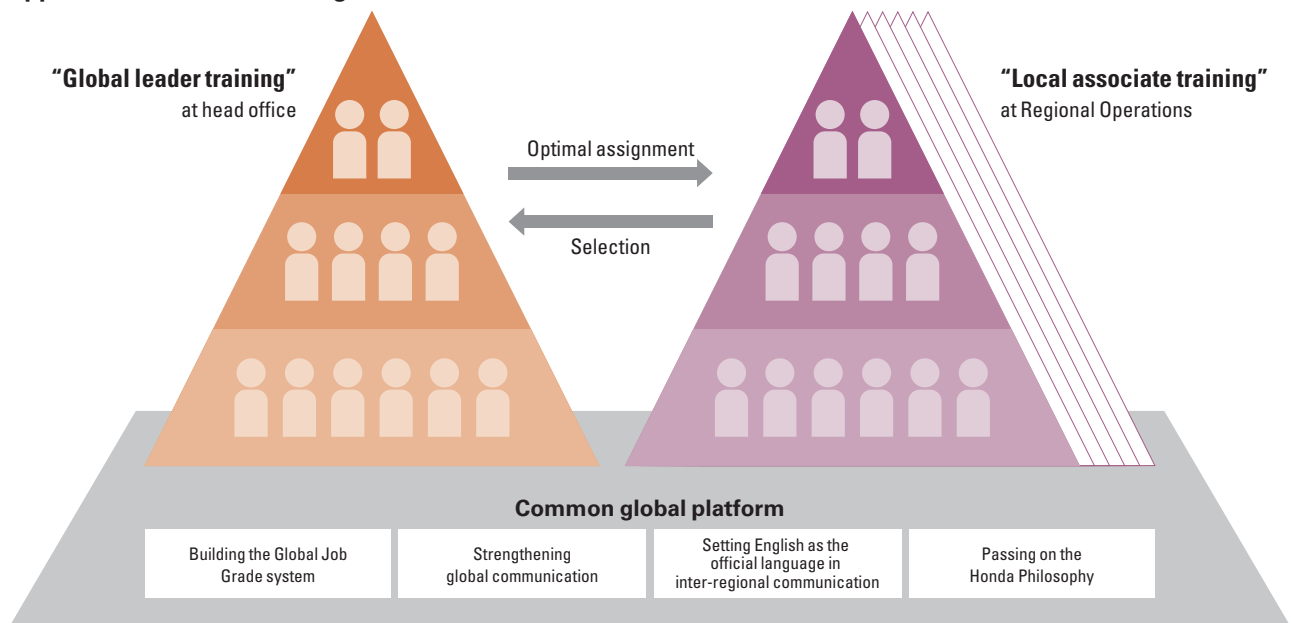 “Global leader training”
at head office
“Local associate training”
at Regional Operations
Optimal assignment
Selection
Common global platform
Building the Global Job
Grade system
Strengthening
global communication
Setting English as the
official language in
inter-regional communication
Passing on the
Honda Philosophy